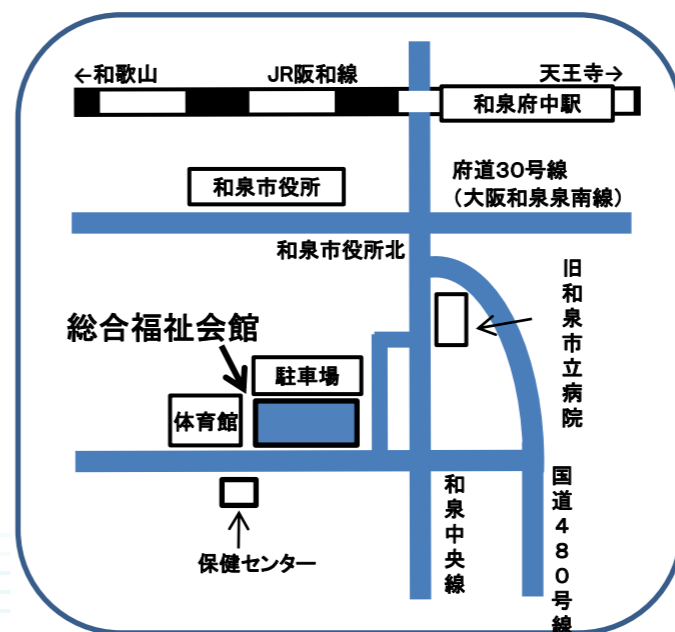 ←和歌山
JR阪和線
天王寺→
和泉府中駅
和泉市役所
府道30号線
(大阪和泉泉南線)
和泉市役所北
旧和泉市立病院
総合福祉会館
駐車場
体育館
保健センター
和泉中央線
国道480号線